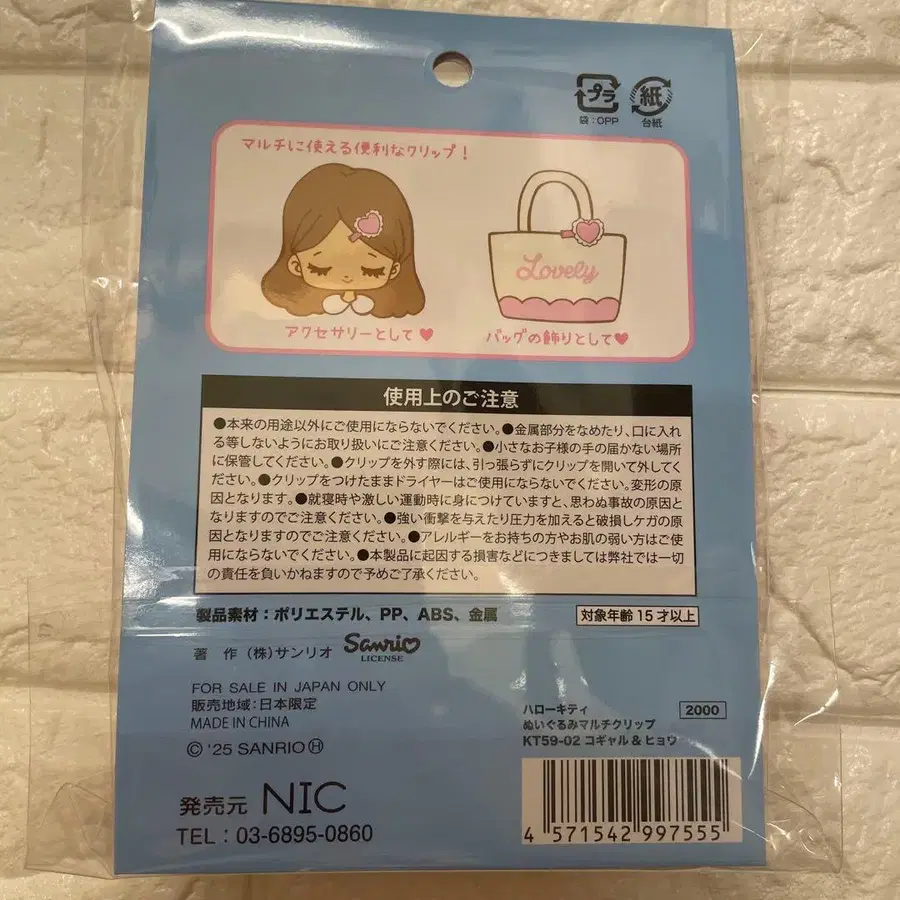 プラ
紙
袋：OPP
台紙
マルチに使える便利なクリップ！
Lovely
アクセサリーとして♥
バッグの飾りとして♥
使用上のご注意
●本来の用途以外にご使用にならないでください。●金属部分をなめたり、口に入れ
る等しないようにお取り扱いにご注意ください。●小さなお子様の手の届かない場所
に保管してください。●クリップを外す際には、引っ張らずにクリップを開いて外してく
ださい。●クリップをつけたままドライヤーはご使用にならないでください。変形の原
因となります。●就寝時や激しい運動時に身につけていますと、思わぬ事故の原因と
なりますのでご注意ください。●強い衝撃を与えたり圧力を加えると破損しケガの原
因となりますのでご注意ください。●アレルギーをお持ちの方やお肌の弱い方はご使
用にならないでください。●本製品に起因する損害などにつきましては弊社では一切
の責任を負いかねますので予めご了承ください。
製品素材：ポリエステル、PP、ABS、金属
対象年齢 15 才以上
著　作（株）サンリオ Sanrio
LICENSE
FOR SALE IN JAPAN ONLY
販売地域：日本限定
MADE IN CHINA
© '25 SANRIO Ⓗ
ハローキティ
2000
ぬいぐるみマルチクリップ
KT59-02 コギャル & ヒョウ
発売元 NIC
TEL：03-6895-0860
4 571542 997555